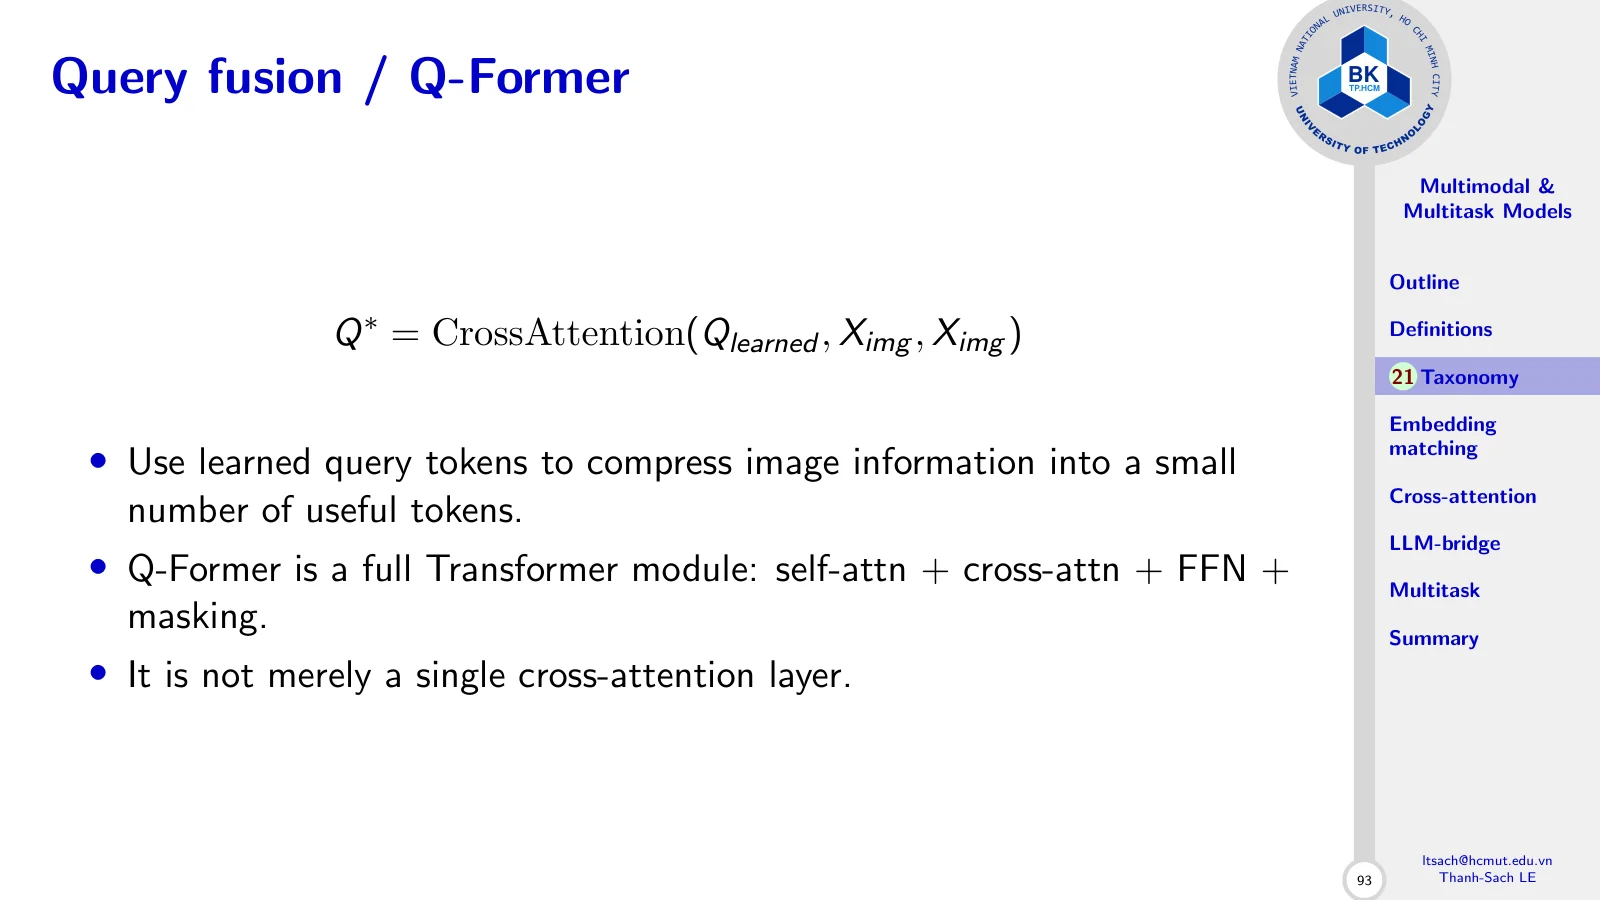 Query fusion / Q-Former
Q* = CrossAttention(Q_learned, X_img, X_img)
• Use learned query tokens to compress image information into a small
number of useful tokens.
• Q-Former is a full Transformer module: self-attn + cross-attn + FFN +
masking.
• It is not merely a single cross-attention layer.
VIETNAM NATIONAL UNIVERSITY, HO CHI MINH CITY
BK
TP.HCM
UNIVERSITY OF TECHNOLOGY
Multimodal &
Multitask Models
Outline
Definitions
21 Taxonomy
Embedding
matching
Cross-attention
LLM-bridge
Multitask
Summary
ltsach@hcmut.edu.vn
Thanh-Sach LE
93